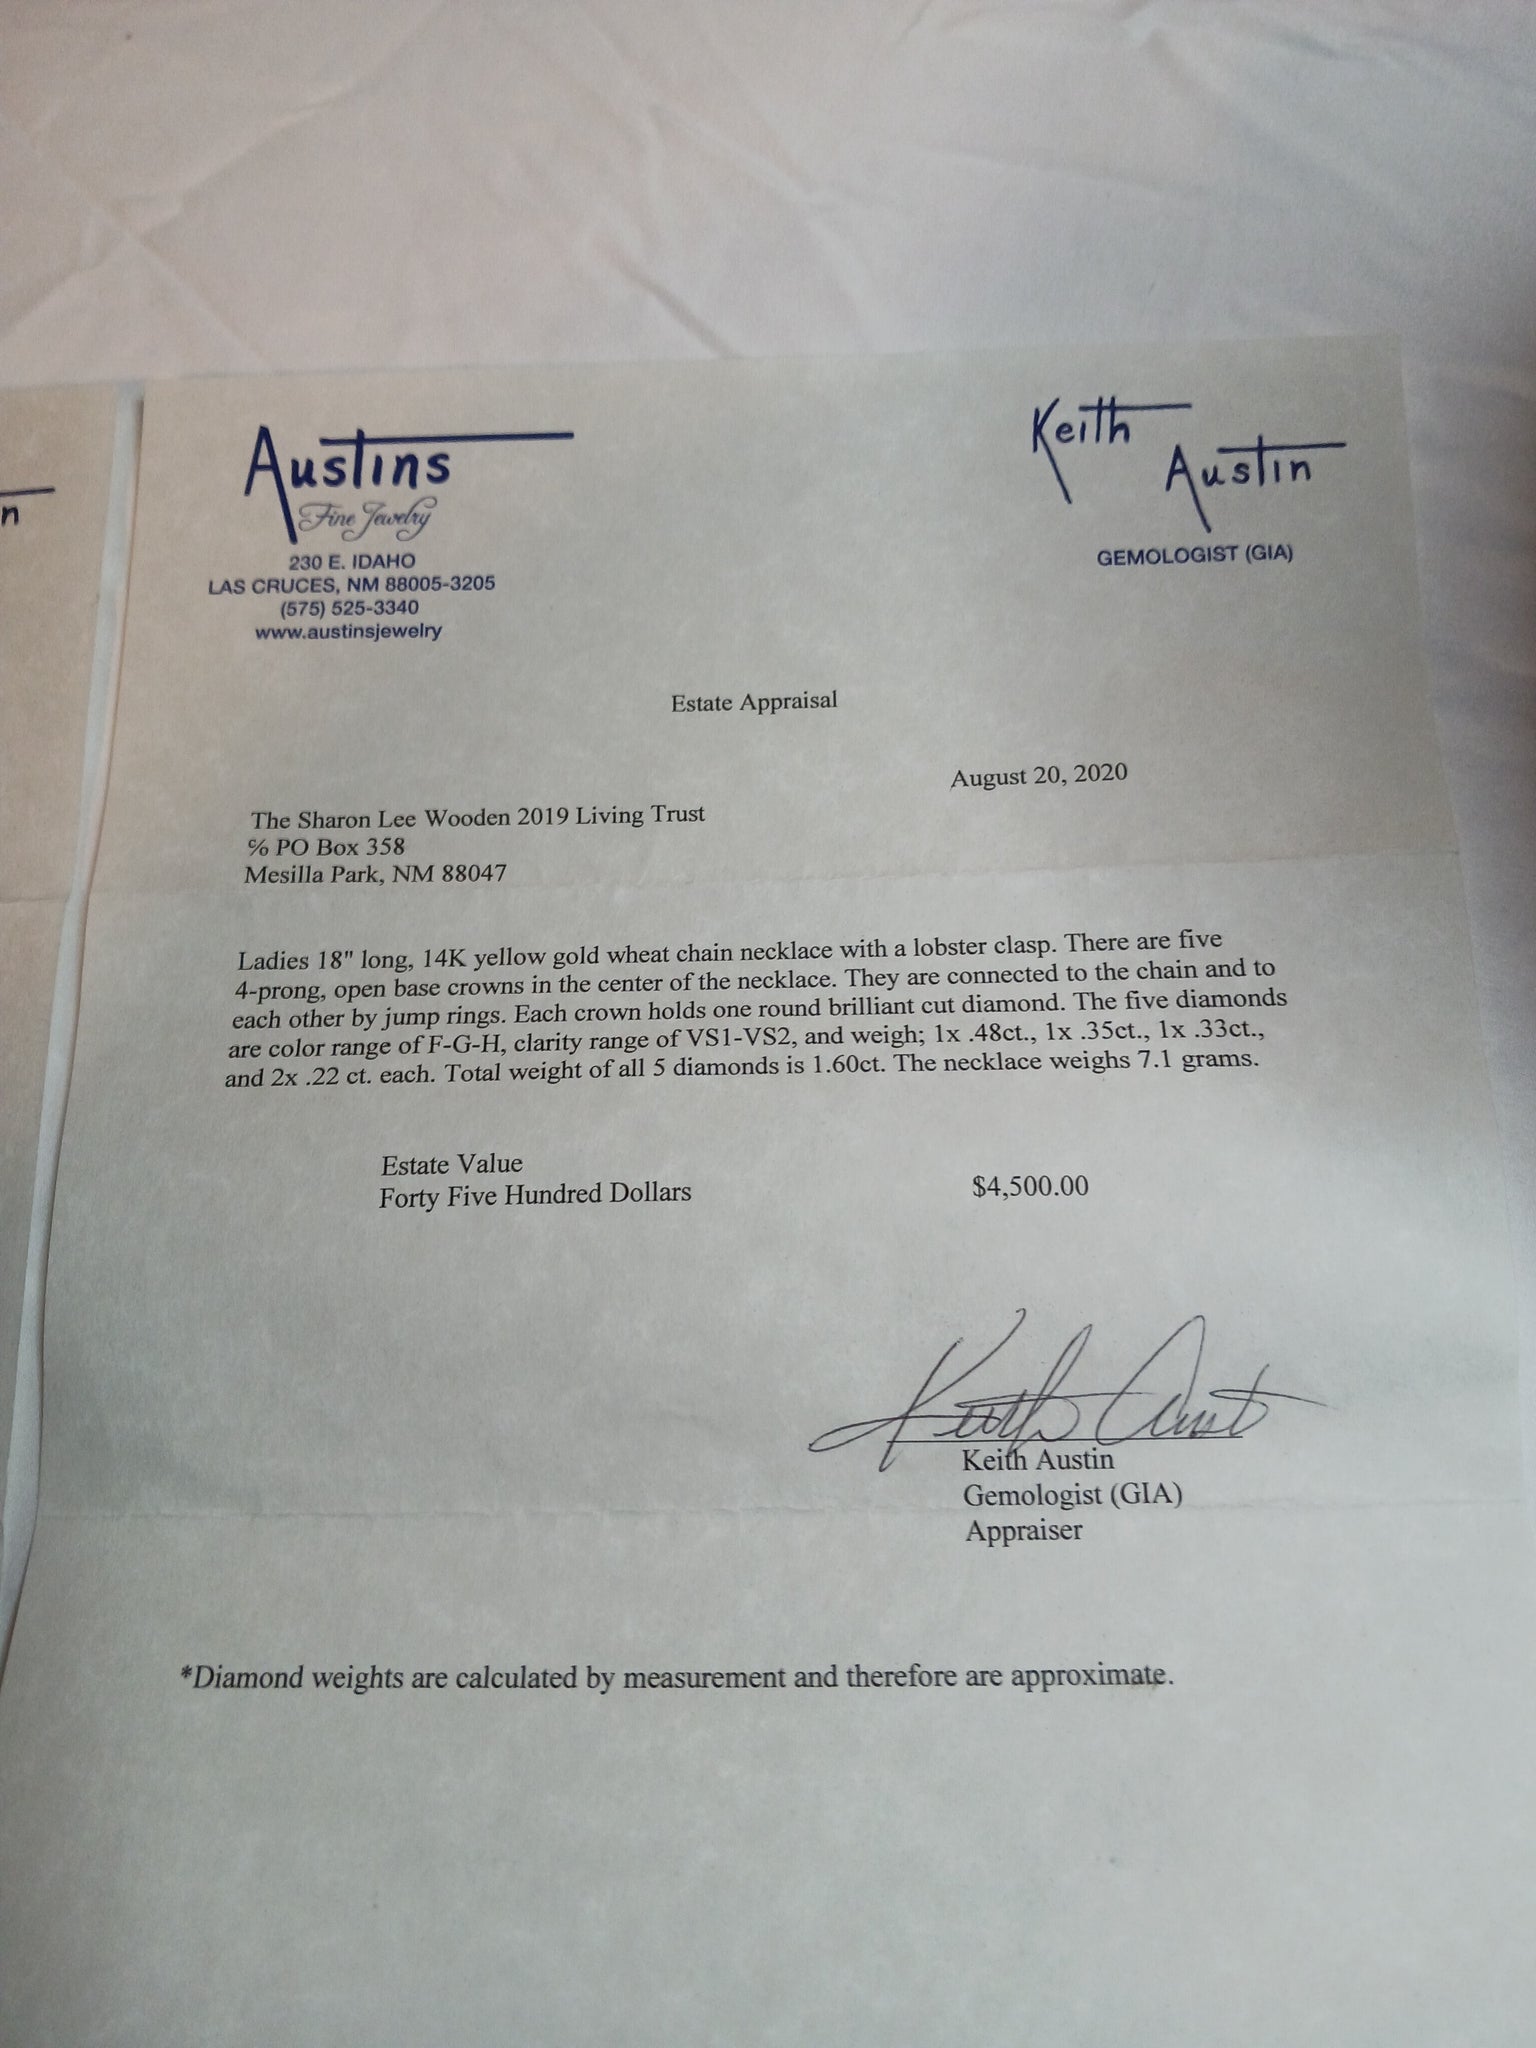 Austins
Fine Jewelry
230 E. IDAHO
LAS CRUCES, NM 88005-3205
(575) 525-3340
www.austinsjewelry
Keith
Austin
GEMOLOGIST (GIA)
n
Estate Appraisal
August 20, 2020
The Sharon Lee Wooden 2019 Living Trust
℅ PO Box 358
Mesilla Park, NM 88047
Ladies 18" long, 14K yellow gold wheat chain necklace with a lobster clasp. There are five
4-prong, open base crowns in the center of the necklace. They are connected to the chain and to
each other by jump rings. Each crown holds one round brilliant cut diamond. The five diamonds
are color range of F-G-H, clarity range of VS1-VS2, and weigh; 1x .48ct., 1x .35ct., 1x .33ct.,
and 2x .22 ct. each. Total weight of all 5 diamonds is 1.60ct. The necklace weighs 7.1 grams.
Estate Value
Forty Five Hundred Dollars $4,500.00
Keith Aust
Keith Austin
Gemologist (GIA)
Appraiser
*Diamond weights are calculated by measurement and therefore are approximate.